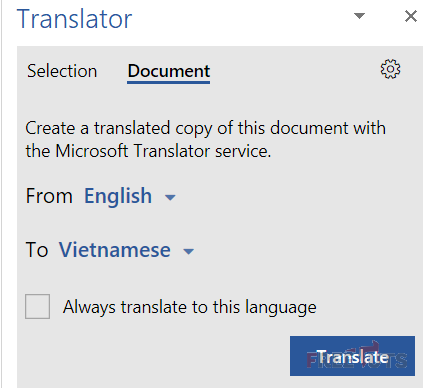 Translator
Selection Document
Create a translated copy of this document with
the Microsoft Translator service.
From English
To Vietnamese
Always translate to this language
Translate